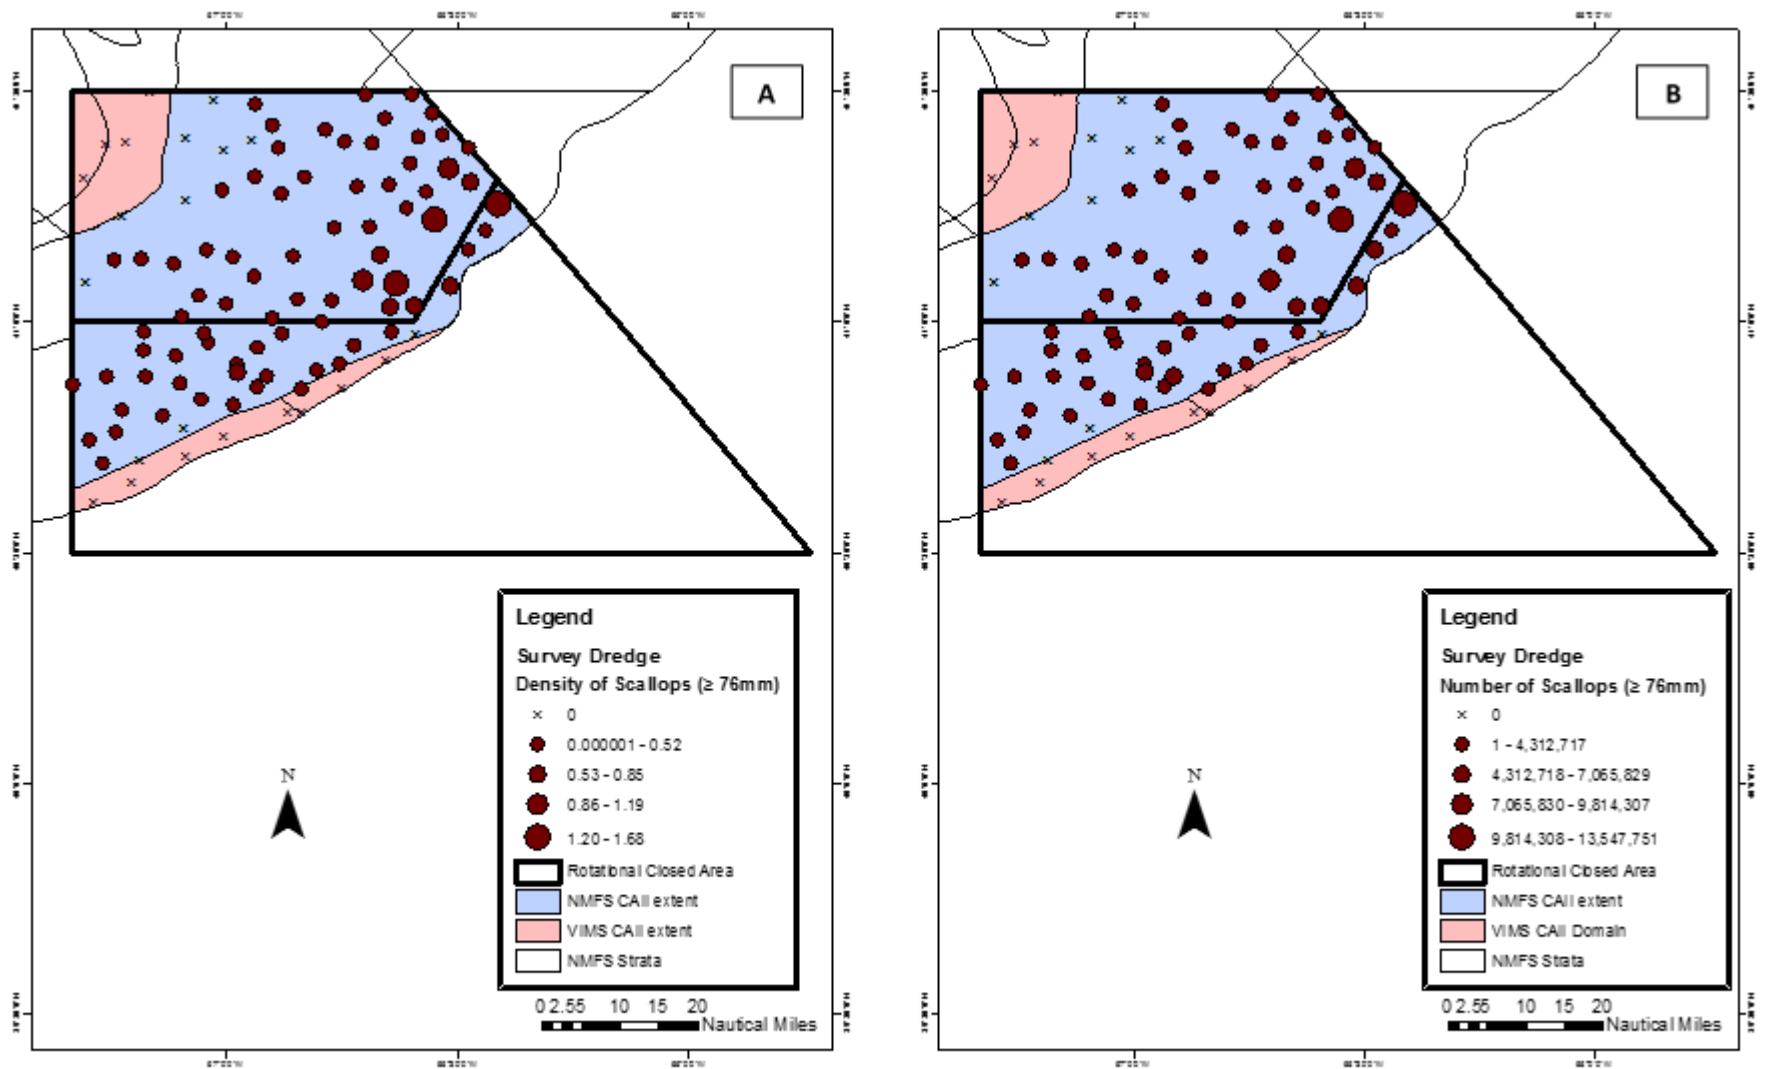 A
Legend
Survey Dredge
Density of Scallops (≥ 76mm)
0
0.000001 - 0.52
0.53 - 0.85
0.86 - 1.19
1.20 - 1.68
Rotational Closed Area
NMFS CAII extent
VIMS CAII extent
NMFS Strata
N
0 2.5 5 10 15 20
Nautical Miles
B
Legend
Survey Dredge
Number of Scallops (≥ 76mm)
0
1 - 4,312,717
4,312,718 - 7,065,829
7,065,830 - 9,814,307
9,814,308 - 13,547,751
Rotational Closed Area
NMFS CAII extent
VIMS CAII Domain
NMFS Strata
N
0 2.5 5 10 15 20
Nautical Miles